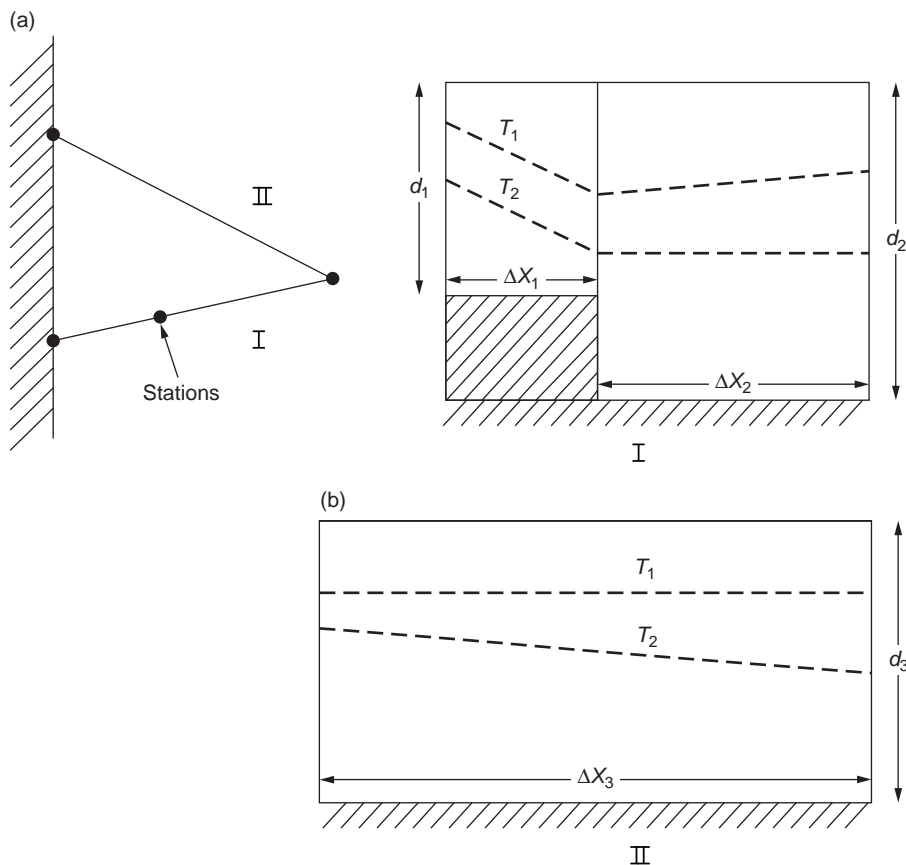 (a)
II
I
Stations
T₁
T₂
d₁
d₂
ΔX₁
ΔX₂
I
(b)
T₁
T₂
d₃
ΔX₃
II